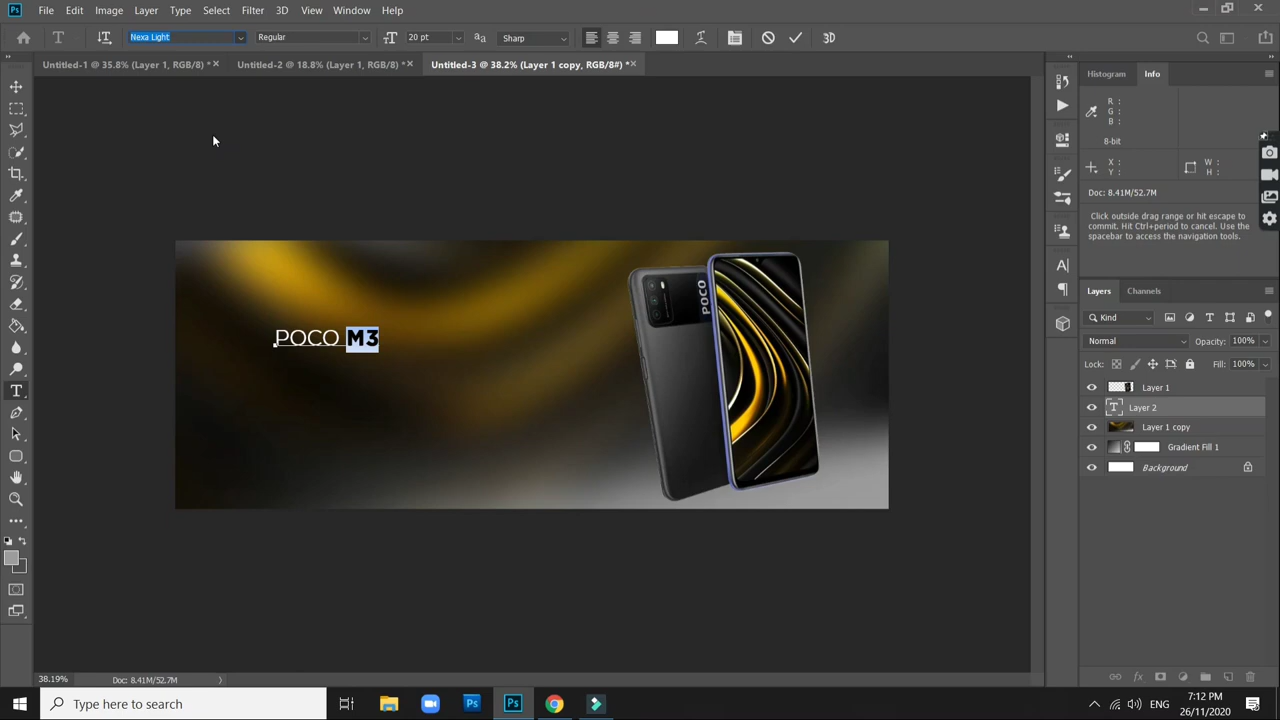 Ps File Edit Image Layer Type Select Filter 3D View Window Help
T Nexa Light Regular 20 pt aa Sharp 3D
Untitled-1 @ 35.8% (Layer 1, RGB/8) * × Untitled-2 @ 18.8% (Layer 1, RGB/8) * × Untitled-3 @ 38.2% (Layer 1 copy, RGB/8#) * ×
Histogram Info
R :
G :
B :
8-bit
X :
Y :
W :
H :
Doc: 8.41M/52.7M
Click outside drag range or hit escape to
commit. Hit Ctrl+period to cancel. Use the
spacebar to access the navigation tools.
POCO M3
POCO
Layers Channels
Kind
Normal Opacity: 100%
Lock: Fill: 100%
Layer 1
T Layer 2
Layer 1 copy
Gradient Fill 1
Background
38.19% Doc: 8.41M/52.7M
Type here to search
Ps Ps
ENG
7:12 PM
26/11/2020